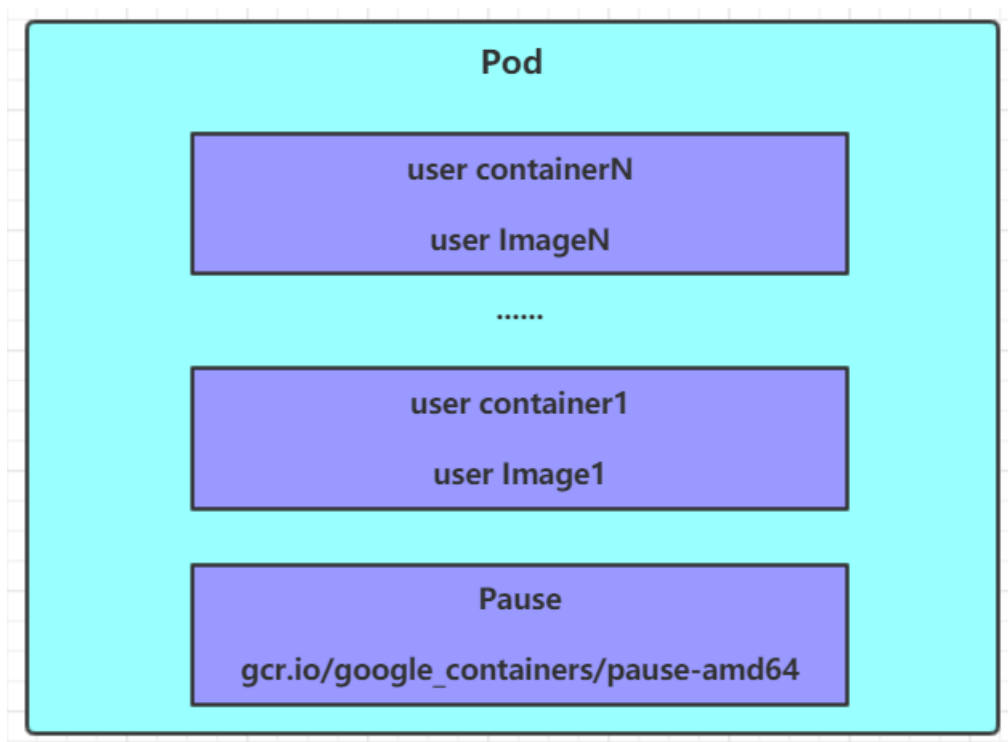 Pod
user containerN
user ImageN
......
user container1
user Image1
Pause
gcr.io/google_containers/pause-amd64